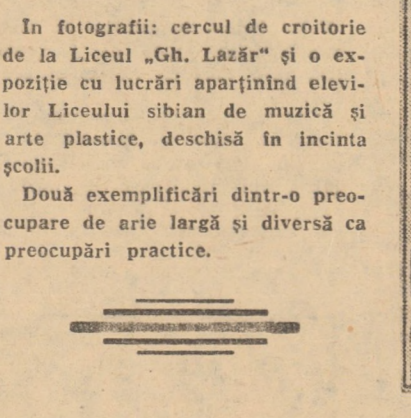 In fotografii: cercul de croitorie
de la Liceul „Gh. Lazăr“ și o ex-
poziție cu lucrări aparținînd elevi-
lor Liceului sibian de muzică și
arte plastice, deschisă în incinta
școlii.
Două exemplificări dintr-o preo-
cupare de arie largă și diversă ca
preocupări practice.